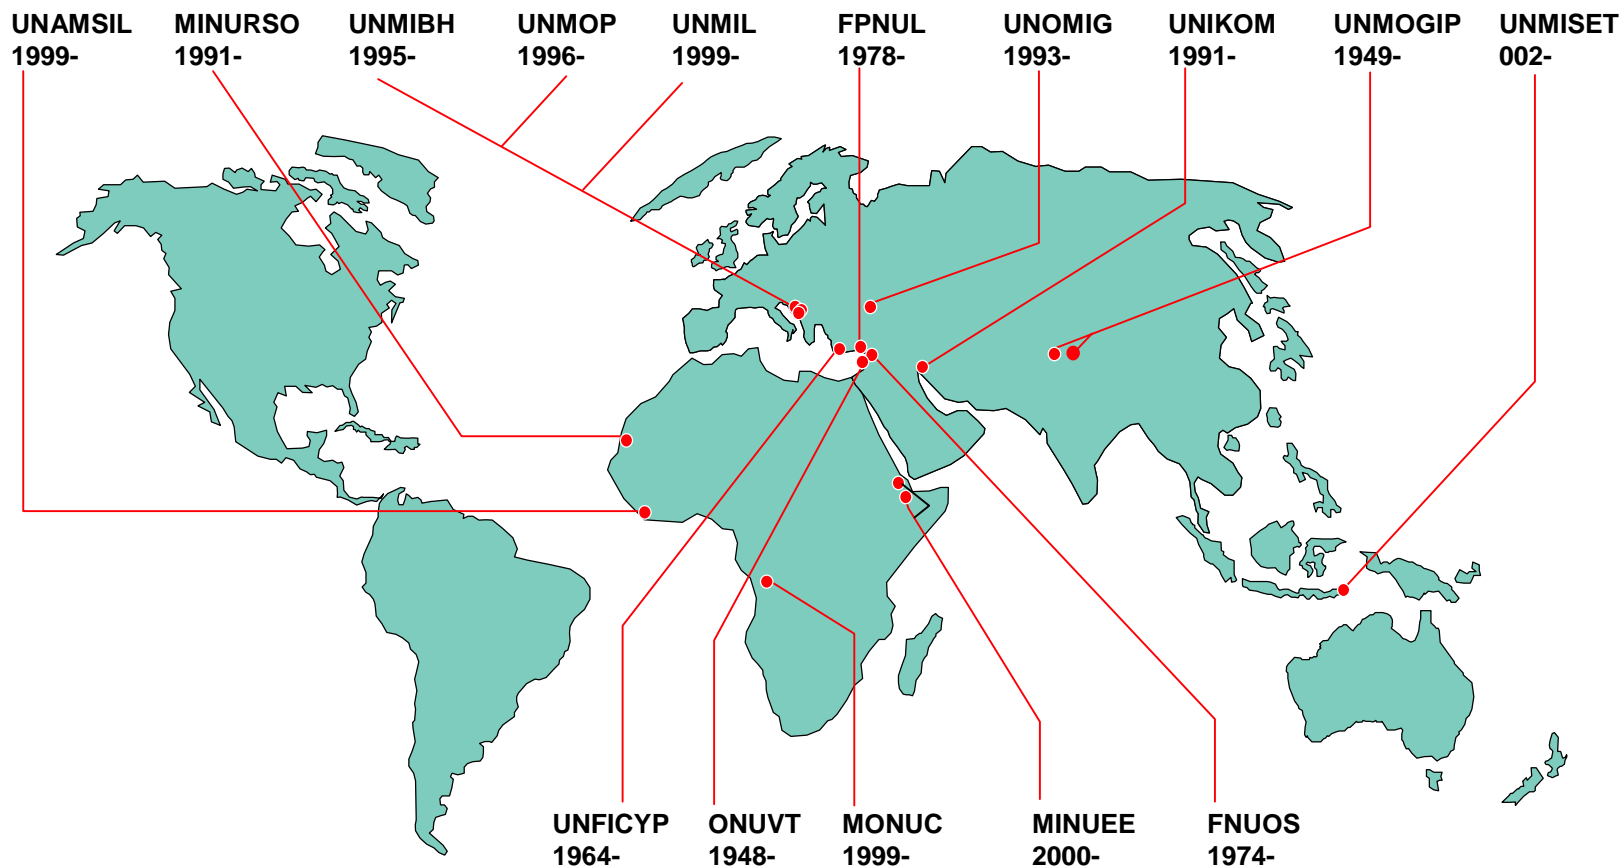 UNAMSIL
1999-
MINURSO
1991-
UNMIBH
1995-
UNMOP
1996-
UNMIL
1999-
FPNUL
1978-
UNOMIG
1993-
UNIKOM
1991-
UNMOGIP
1949-
UNMISET
002-
UNFICYP
1964-
ONUVT
1948-
MONUC
1999-
MINUEE
2000-
FNUOS
1974-